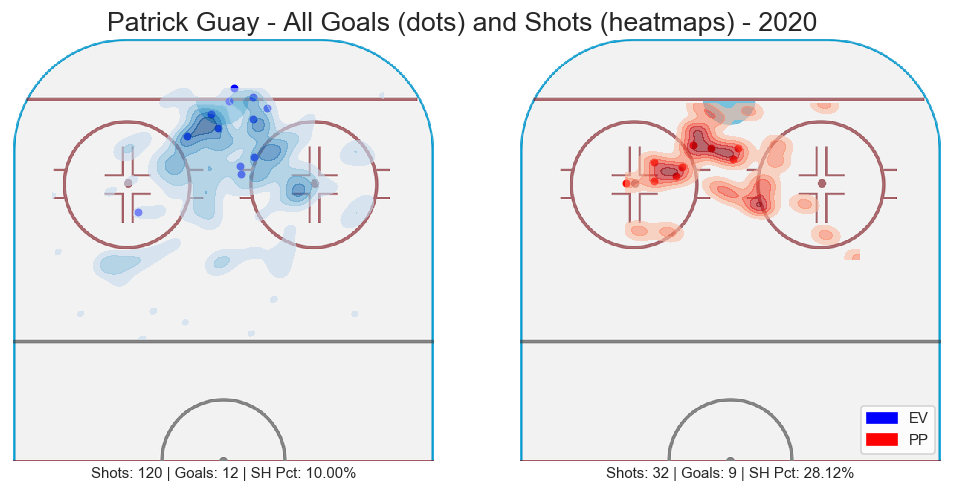 Patrick Guay - All Goals (dots) and Shots (heatmaps) - 2020
EV
PP
Shots: 120 | Goals: 12 | SH Pct: 10.00%
Shots: 32 | Goals: 9 | SH Pct: 28.12%